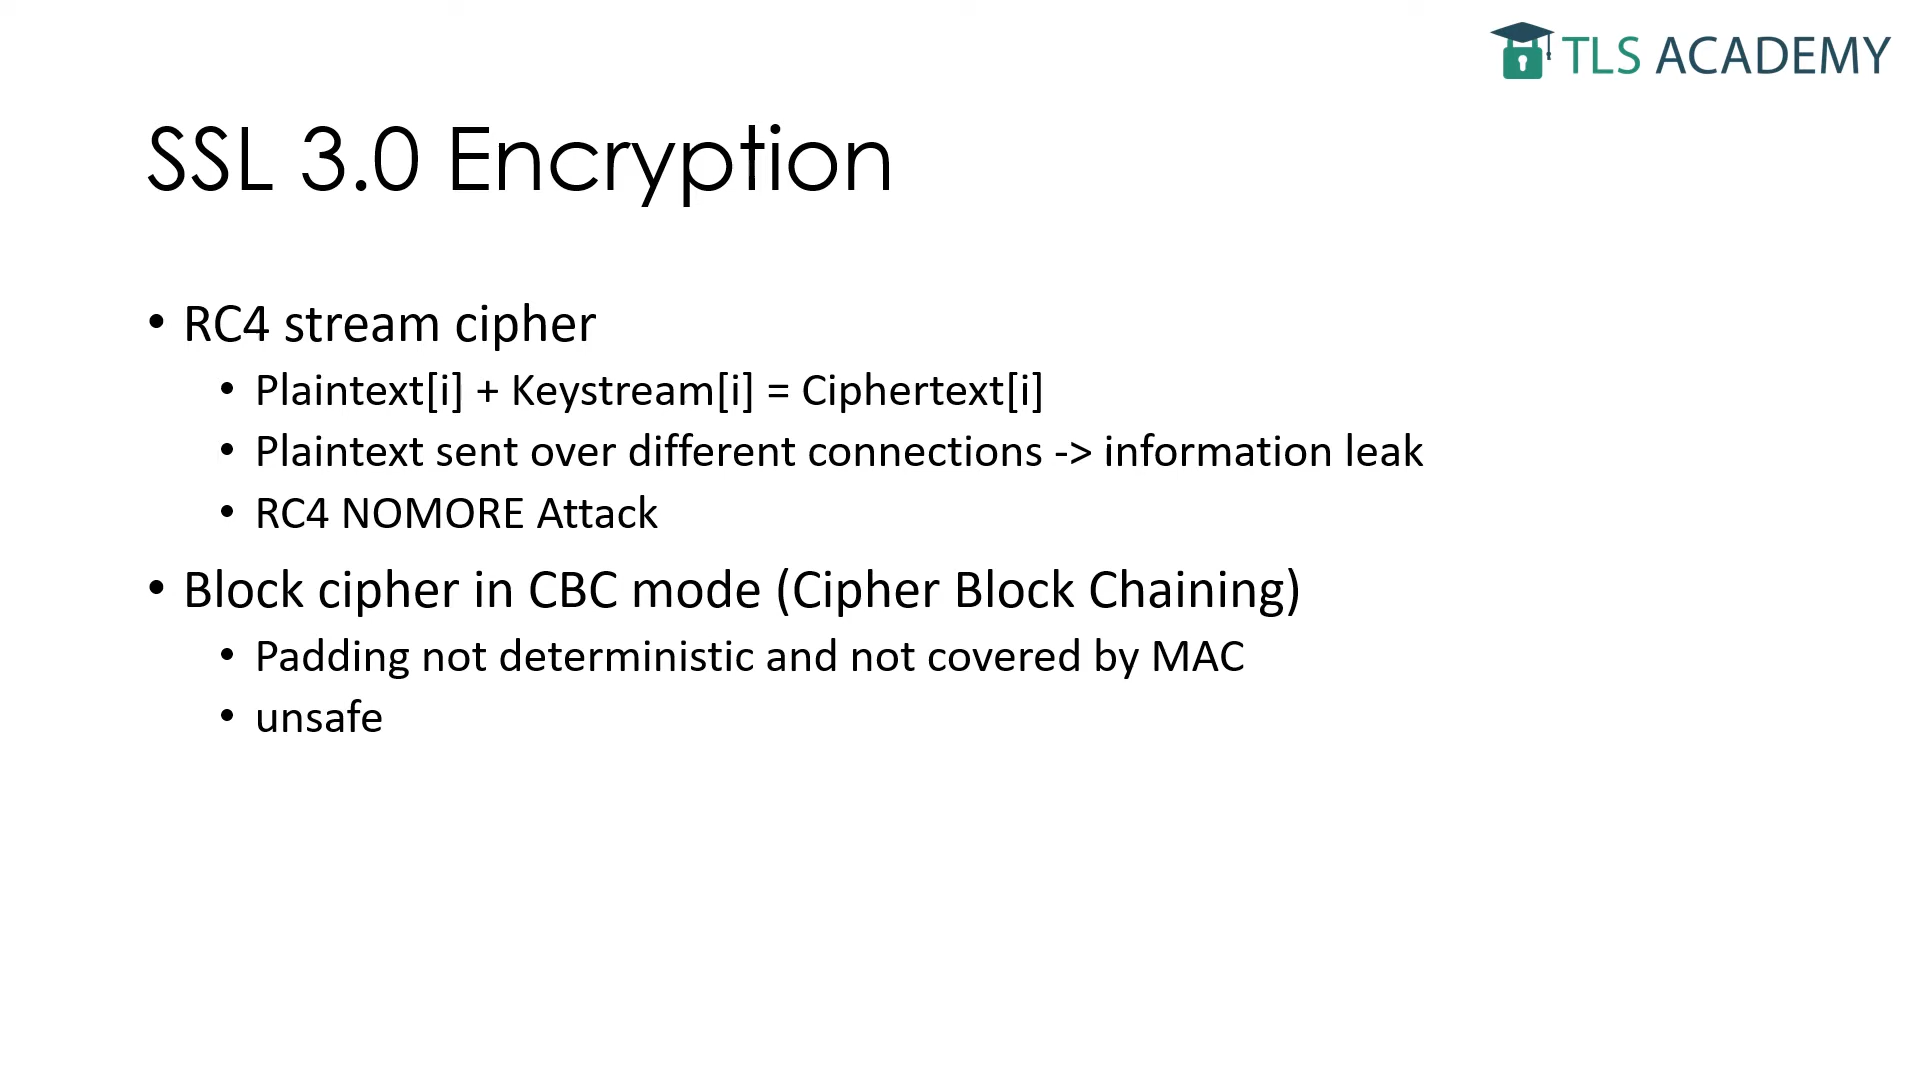 TLS ACADEMY
SSL 3.0 Encryption
• RC4 stream cipher
• Plaintext[i] + Keystream[i] = Ciphertext[i]
• Plaintext sent over different connections -> information leak
• RC4 NOMORE Attack
• Block cipher in CBC mode (Cipher Block Chaining)
• Padding not deterministic and not covered by MAC
• unsafe